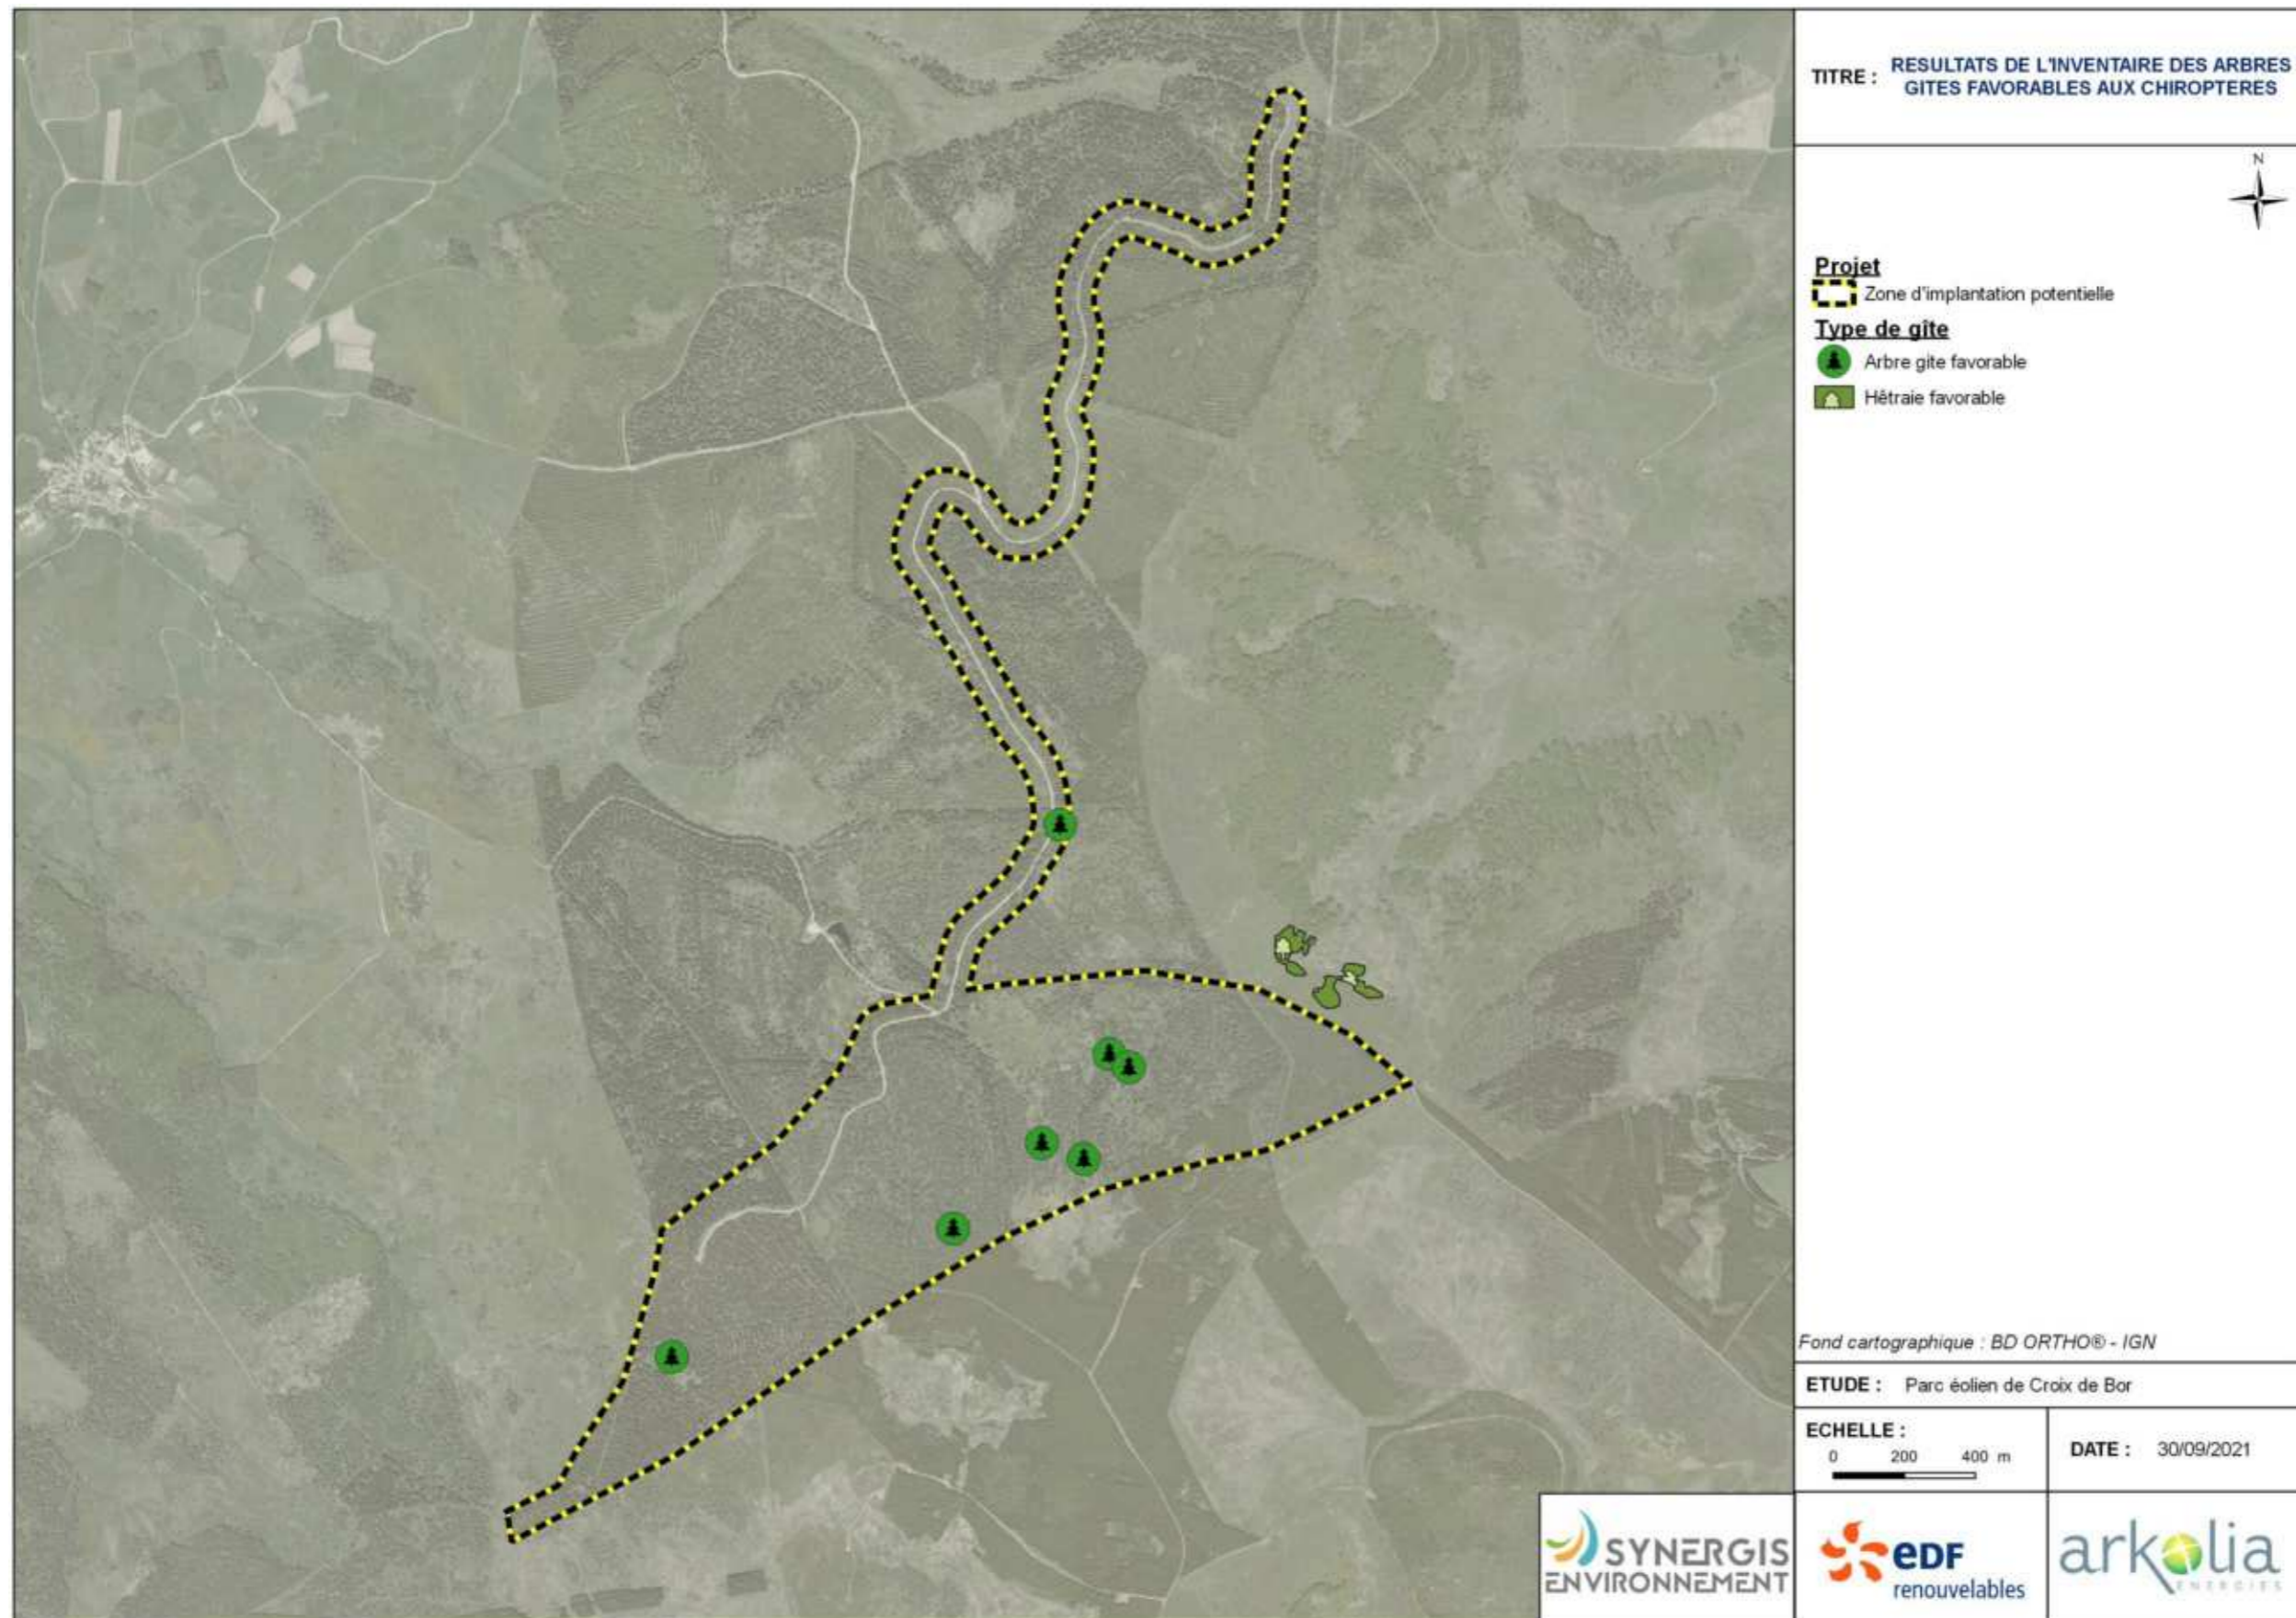 TITRE : RESULTATS DE L'INVENTAIRE DES ARBRES
GITES FAVORABLES AUX CHIROPTERES
N
Projet
Zone d'implantation potentielle
Type de gîte
Arbre gite favorable
Hêtraie favorable
Fond cartographique : BD ORTHO® - IGN
ETUDE : Parc éolien de Croix de Bor
ECHELLE :
0 200 400 m
DATE : 30/09/2021
SYNERGIS
ENVIRONNEMENT
eDF
renouvelables
arkolia
ENERGIES